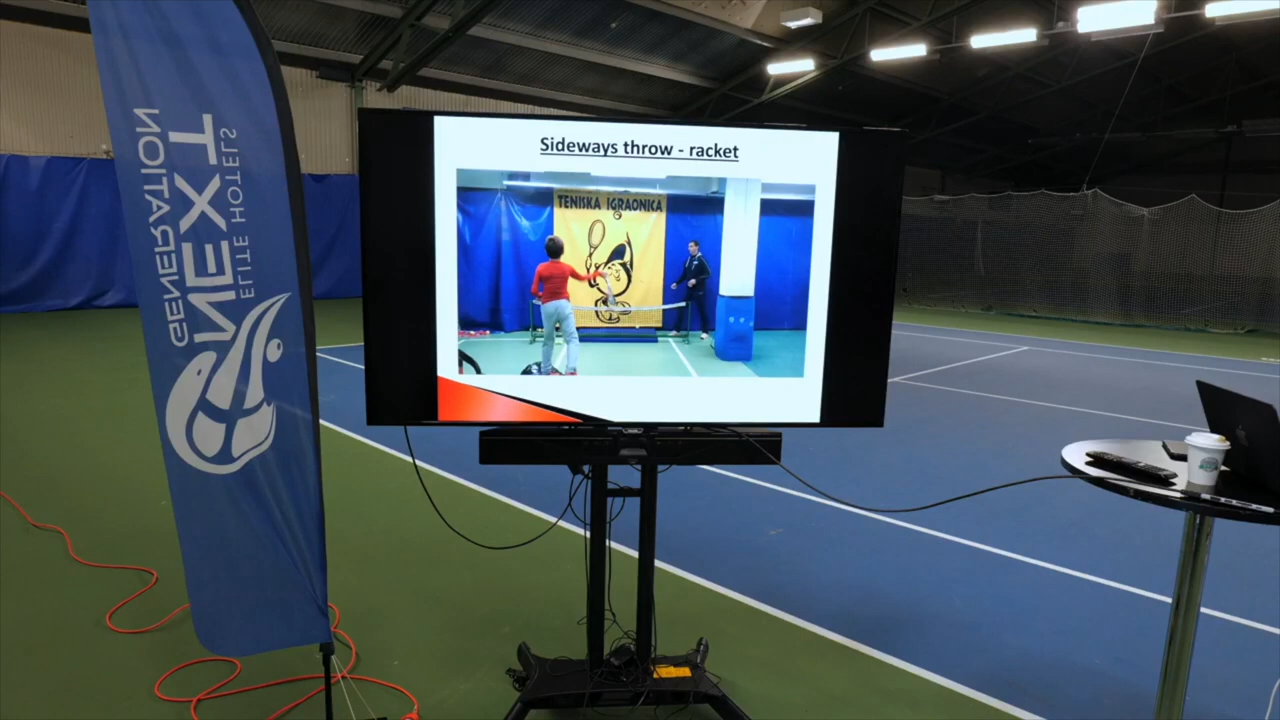 GENERATION
NEXT
ELITE HOTELS
Sideways throw - racket
TENISKA IGRAONICA